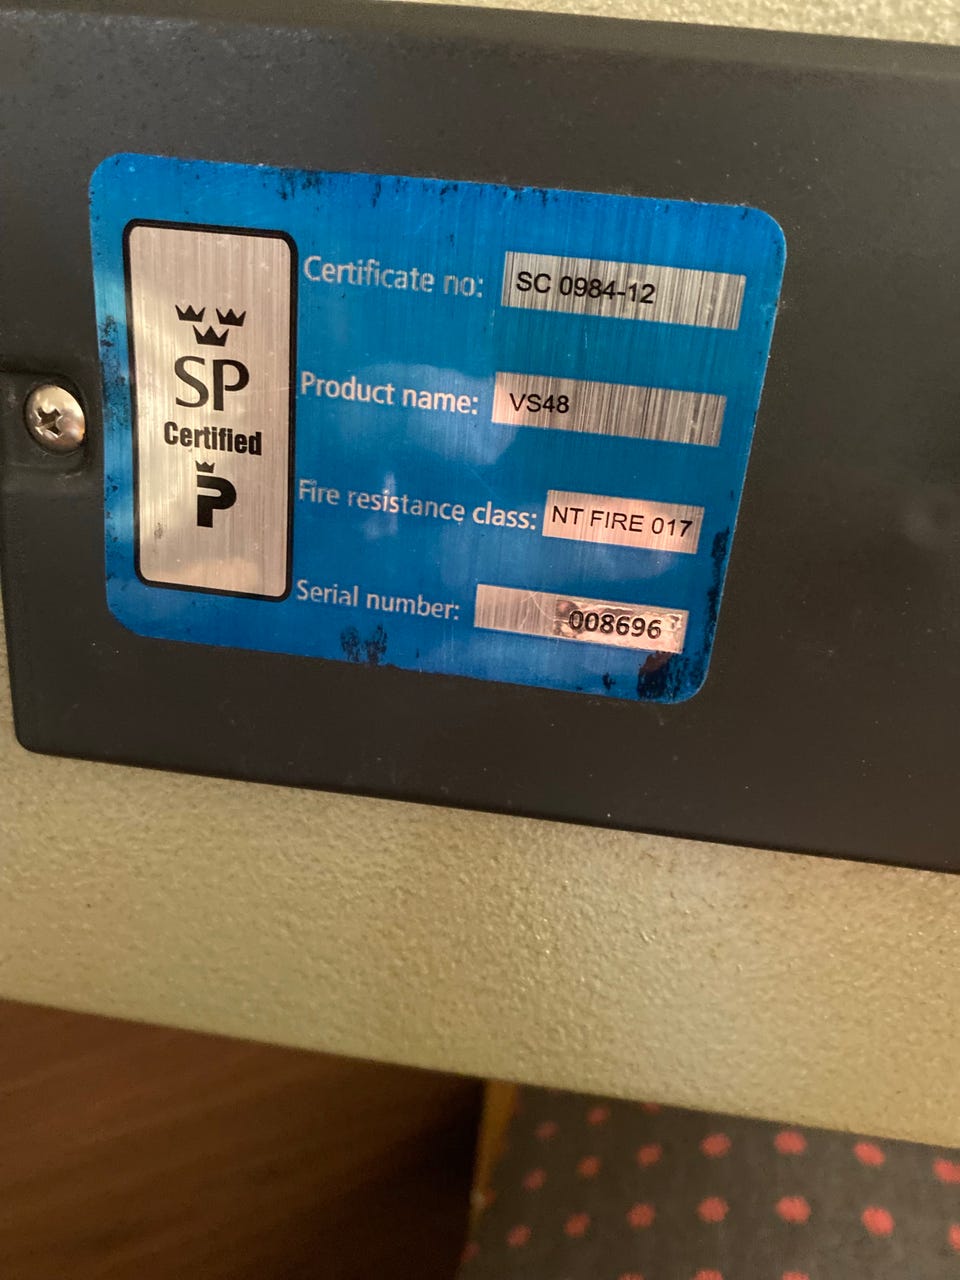 SP
Certified
P
Certificate no: SC 0984-12
Product name: VS48
Fire resistance class: NT FIRE 017
Serial number: 008696